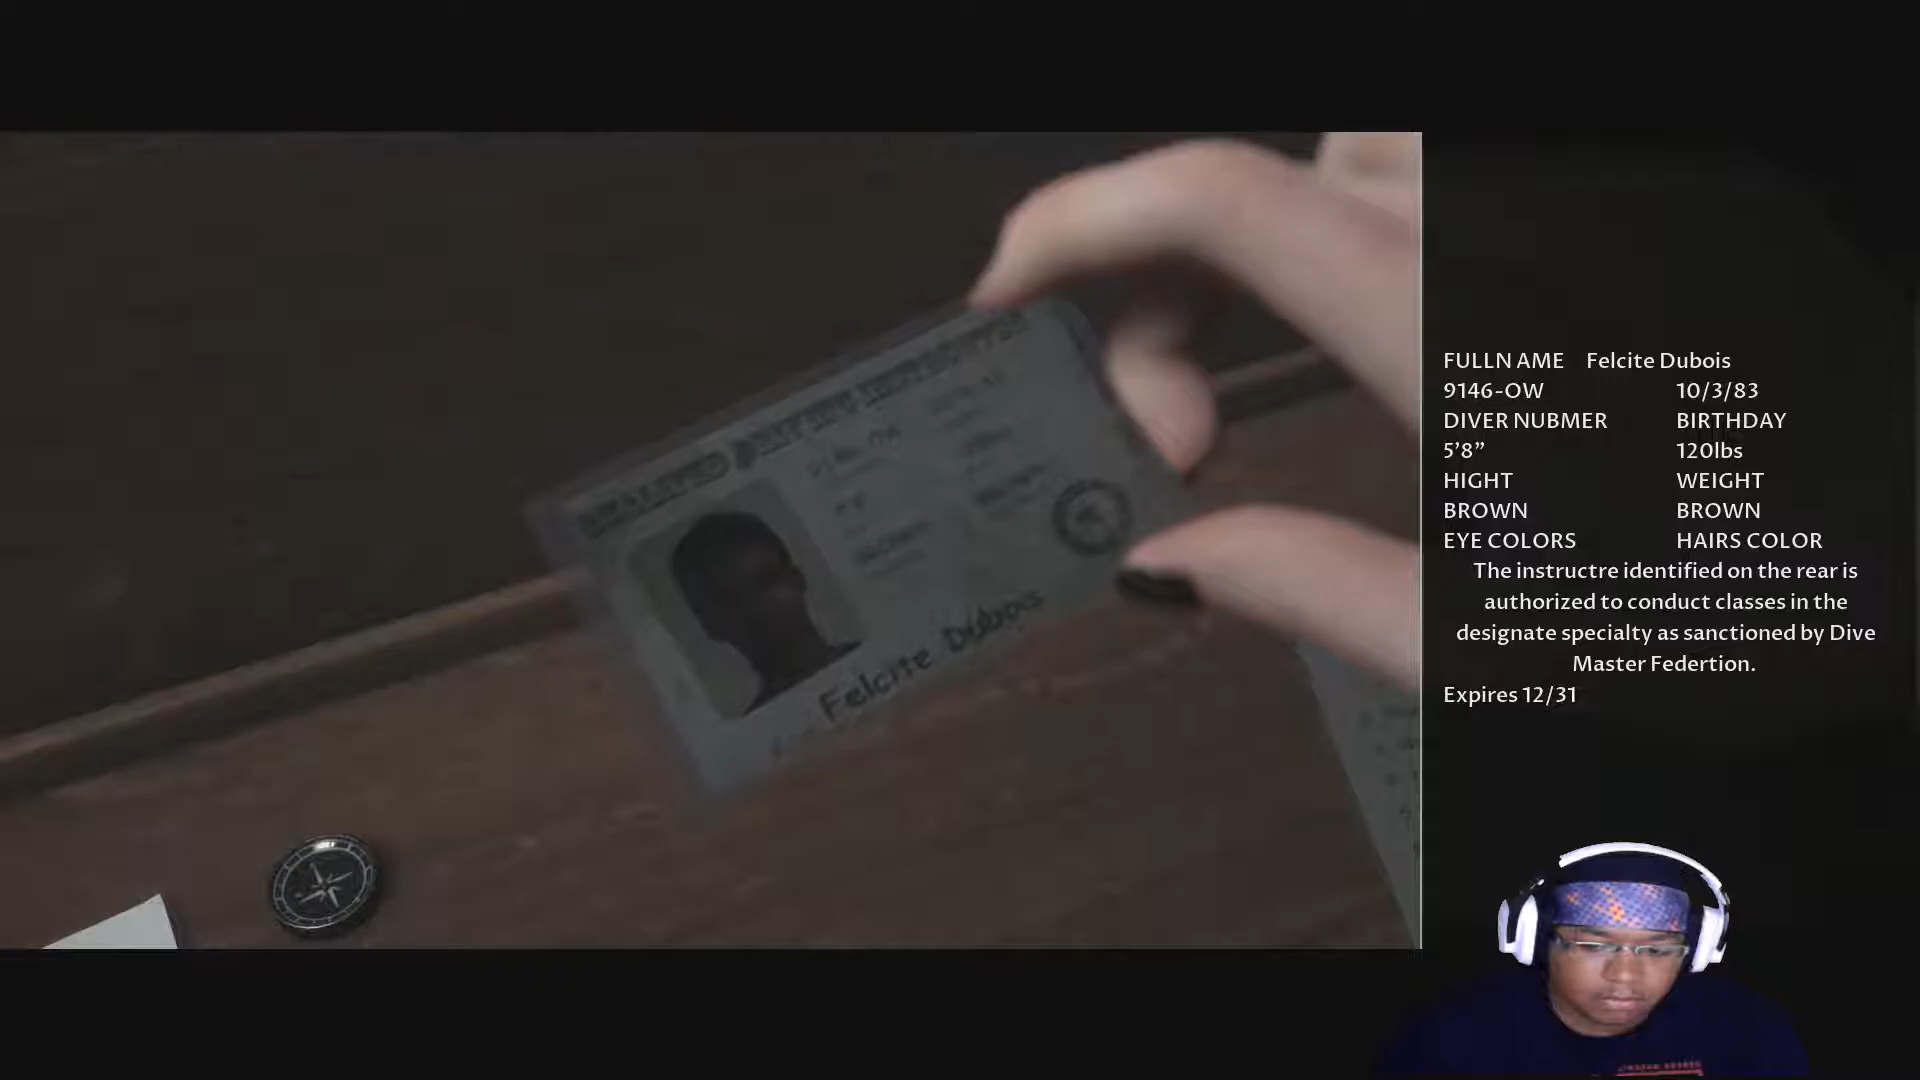 Felcite Dubois
FULLN AME Felcite Dubois
9146-OW 10/3/83
DIVER NUBMER BIRTHDAY
5'8" 120lbs
HIGHT WEIGHT
BROWN BROWN
EYE COLORS HAIRS COLOR
The instructre identified on the rear is
authorized to conduct classes in the
designate specialty as sanctioned by Dive
Master Federtion.
Expires 12/31